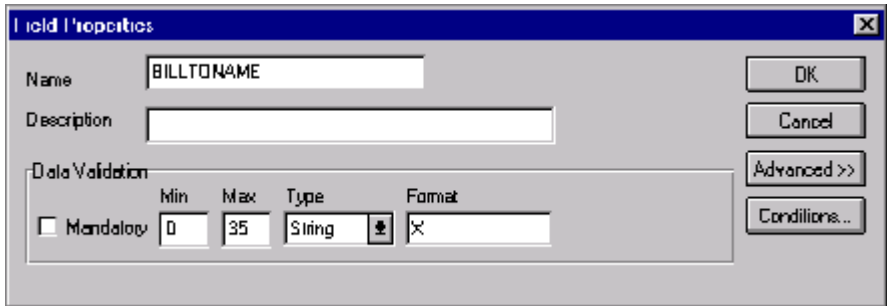 Field Properties
Name BILLTONAME OK
Description Cancel
Data Validation Advanced >>
Min Max Type Format
Mandatory 0 35 String X Conditions...